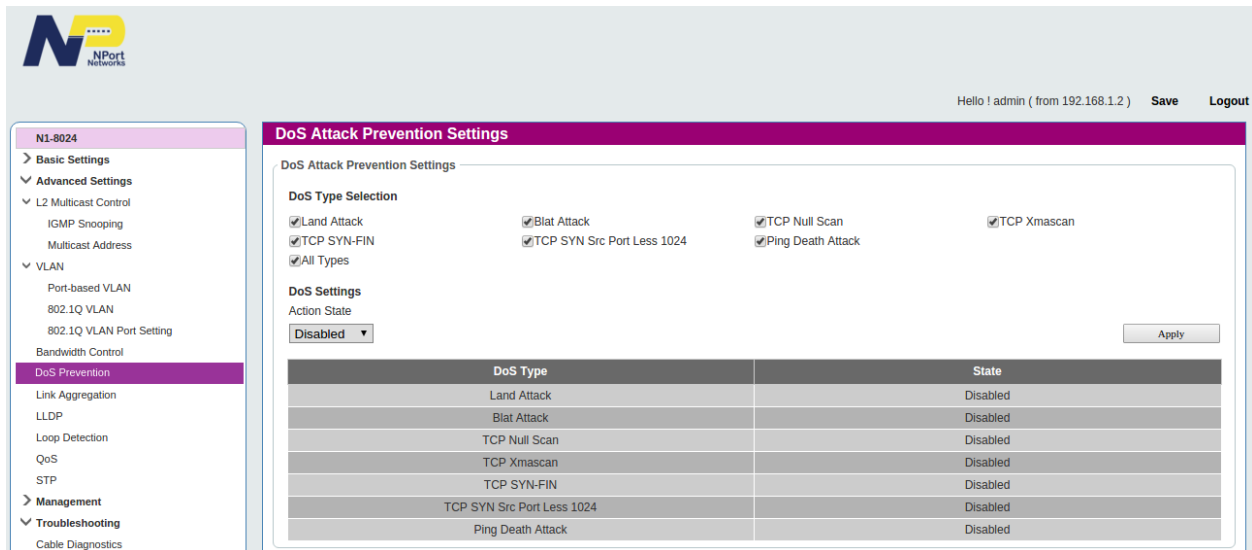 NP
NPort
Networks
Hello ! admin ( from 192.168.1.2 ) Save Logout
N1-8024
Basic Settings
Advanced Settings
L2 Multicast Control
IGMP Snooping
Multicast Address
VLAN
Port-based VLAN
802.1Q VLAN
802.1Q VLAN Port Setting
Bandwidth Control
DoS Prevention
Link Aggregation
LLDP
Loop Detection
QoS
STP
Management
Troubleshooting
Cable Diagnostics
DoS Attack Prevention Settings
DoS Attack Prevention Settings
DoS Type Selection
Land Attack Blat Attack TCP Null Scan TCP Xmascan
TCP SYN-FIN TCP SYN Src Port Less 1024 Ping Death Attack
All Types
DoS Settings
Action State
Disabled Apply
DoS Type State
Land Attack Disabled
Blat Attack Disabled
TCP Null Scan Disabled
TCP Xmascan Disabled
TCP SYN-FIN Disabled
TCP SYN Src Port Less 1024 Disabled
Ping Death Attack Disabled